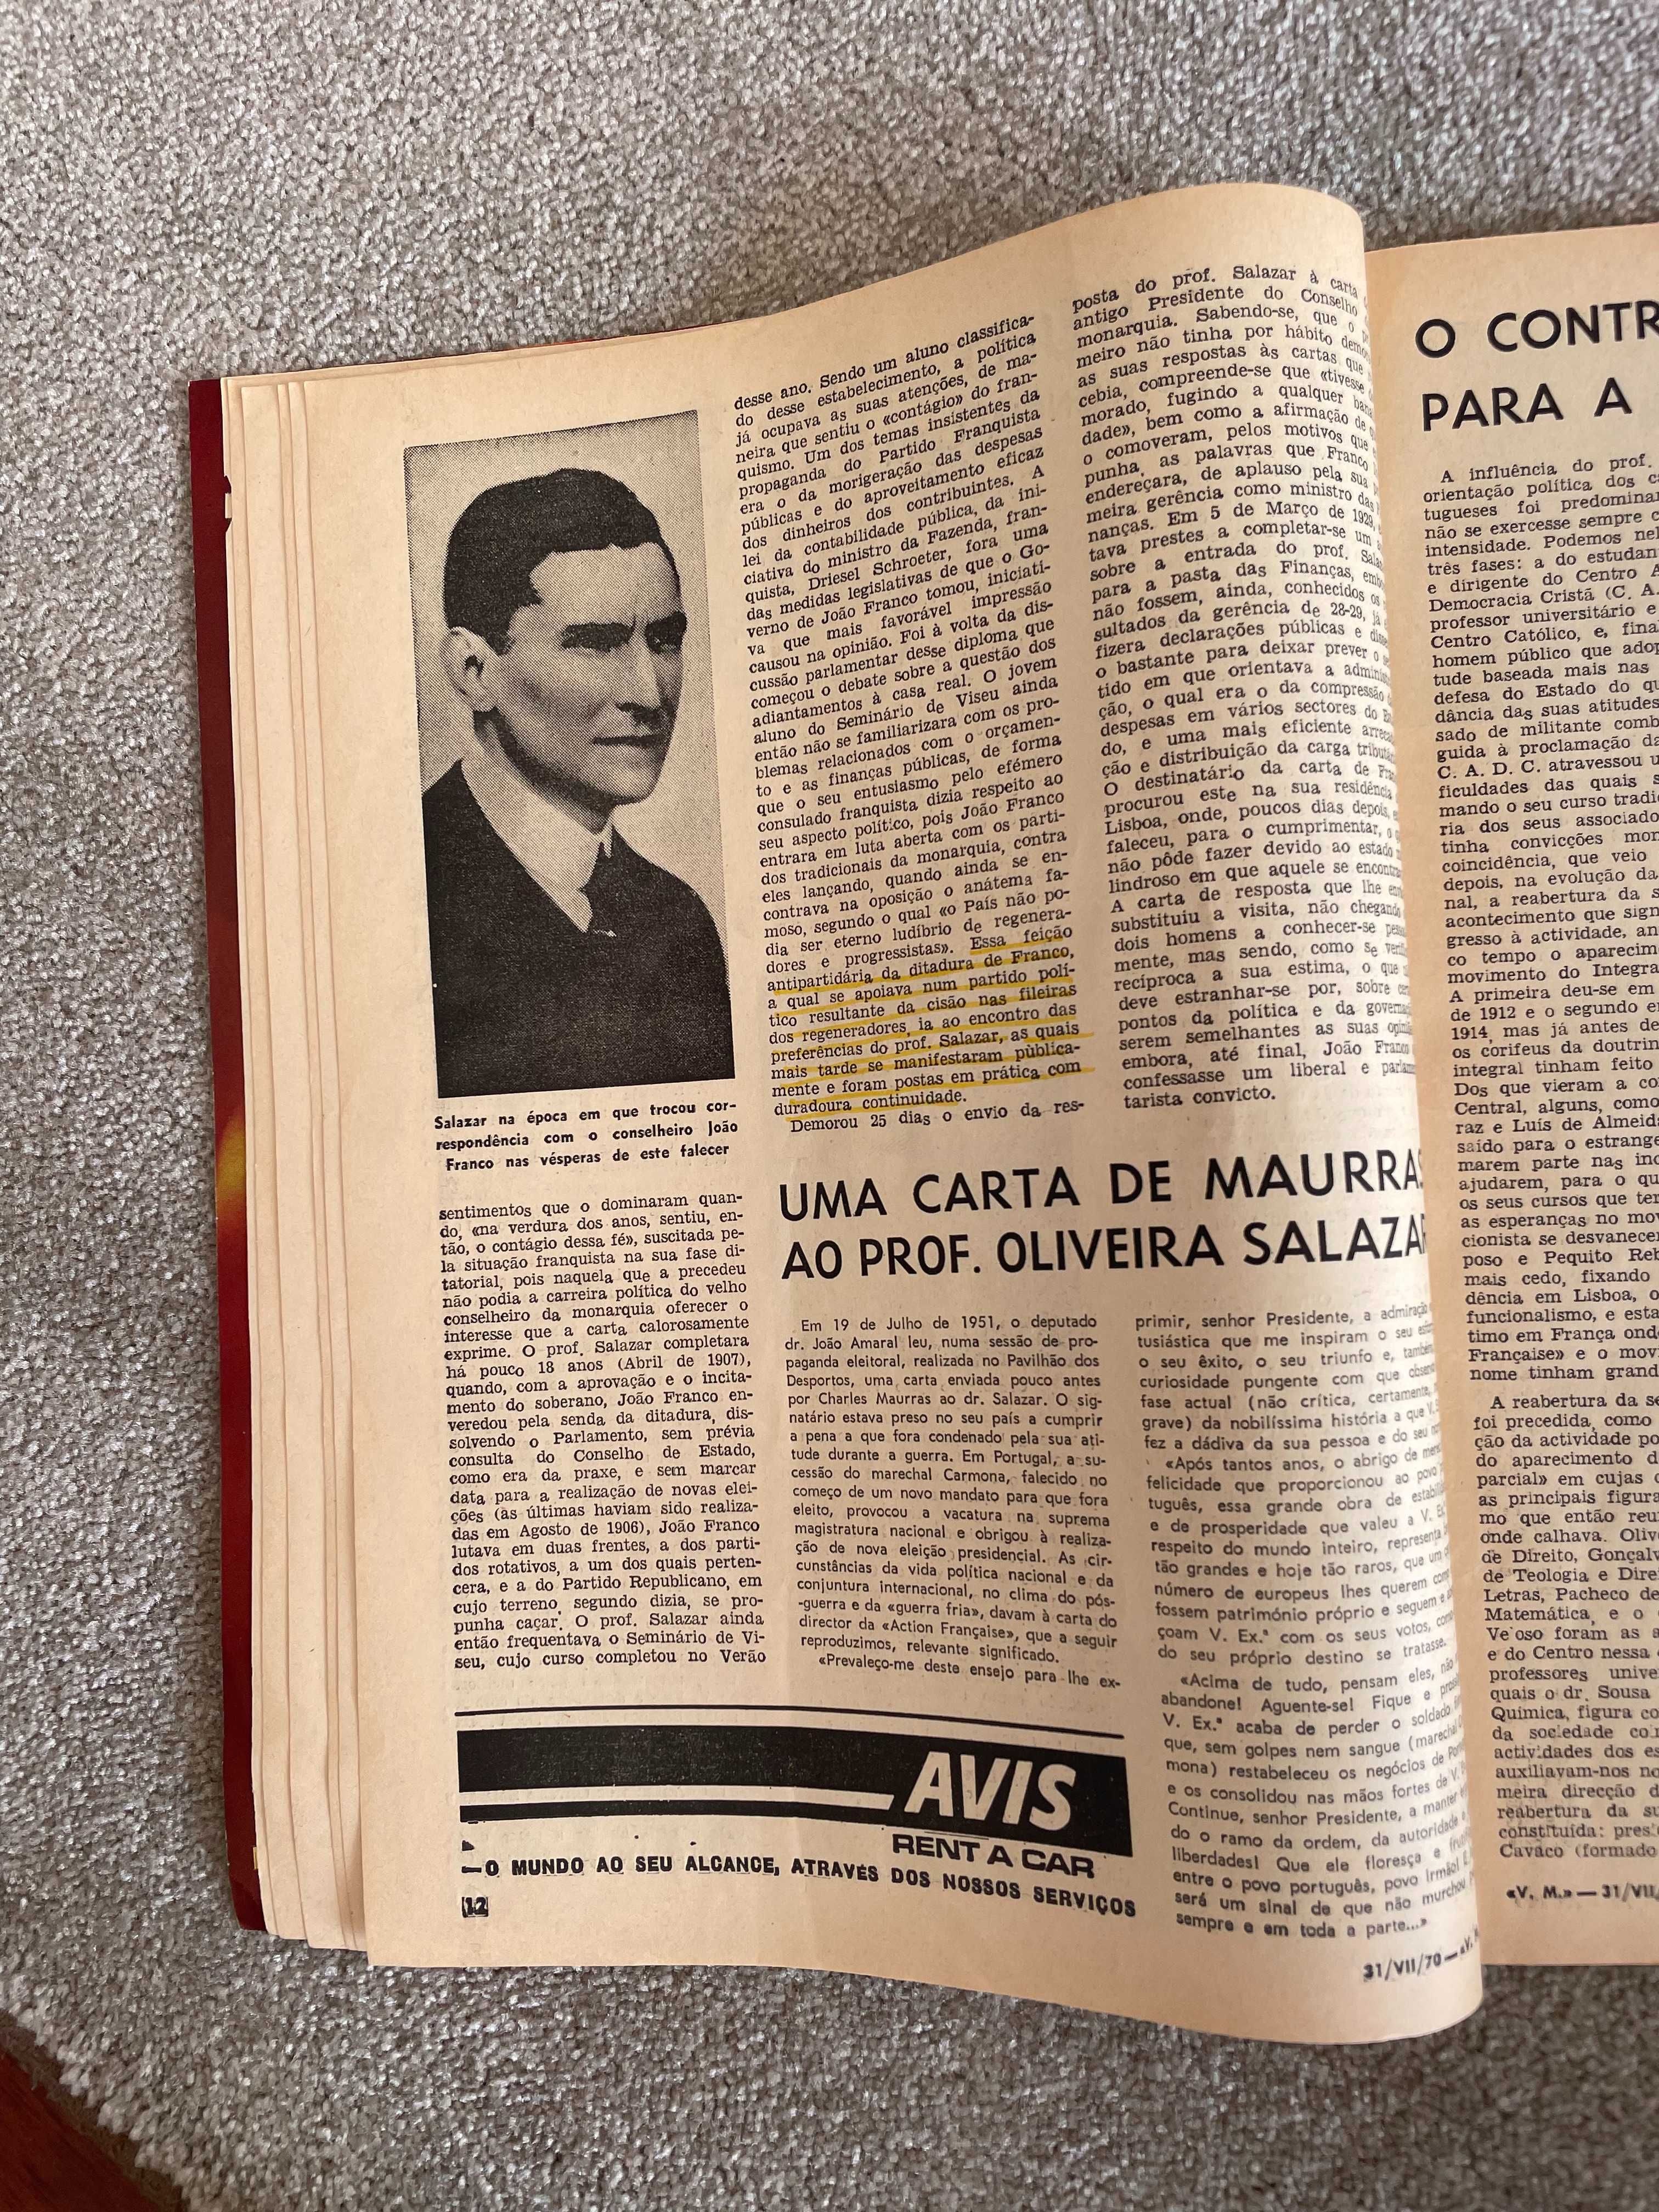 Salazar na época em que trocou cor-
respondência com o conselheiro João
Franco nas vésperas de este falecer
sentimentos que o dominaram quan-
do, «na verdura dos anos, sentiu, en-
tão, o contágio dessa fé», suscitada pe-
la situação franquista na sua fase di-
tatorial, pois naquela que a precedeu
não podia a carreira política do velho
conselheiro da monarquia oferecer o
interesse que a carta calorosamente
exprime. O prof. Salazar completara
há pouco 18 anos (Abril de 1907),
quando, com a aprovação e o incita-
mento do soberano, João Franco en-
veredou pela senda da ditadura, dis-
solvendo o Parlamento, sem prévia
consulta do Conselho de Estado,
como era da praxe, e sem marcar
data para a realização de novas elei-
ções (as últimas haviam sido realiza-
das em Agosto de 1906), João Franco
lutava em duas frentes, a dos parti-
dos rotativos, a um dos quais perten-
cera, e a do Partido Republicano, em
cujo terreno, segundo dizia, se pro-
punha caçar. O prof. Salazar ainda
então frequentava o Seminário de Vi-
seu, cujo curso completou no Verão
desse ano. Sendo um aluno classifica-
do desse estabelecimento, a política
já ocupava as suas atenções, de ma-
neira que sentiu o «contágio» do fran-
quismo. Um dos temas insistentes da
propaganda do Partido Franquista
era o da morigeração das despesas
públicas e do aproveitamento eficaz
dos dinheiros dos contribuintes. A
lei da contabilidade pública, da ini-
ciativa do ministro da Fazenda, fran-
quista, Driesel Schroeter, fora uma
das medidas legislativas de que o Go-
verno de João Franco tomou, iniciati-
va que mais favorável impressão
causou na opinião. Foi à volta da dis-
cussão parlamentar desse diploma que
começou o debate sobre a questão dos
adiantamentos à casa real. O jovem
aluno do Seminário de Viseu ainda
então não se familiarizara com os pro-
blemas relacionados com o orçamen-
to e as finanças públicas, de forma
que o seu entusiasmo pelo efémero
consulado franquista dizia respeito ao
seu aspecto político, pois João Franco
entrara em luta aberta com os parti-
dos tradicionais da monarquia, contra
eles lançando, quando ainda se en-
contrava na oposição o anátema fa-
moso, segundo o qual «o País não po-
dia ser eterno ludíbrio de regenera-
dores e progressistas». Essa feição
antipartidária da ditadura de Franco,
a qual se apoiava num partido polí-
tico resultante da cisão nas fileiras
dos regeneradores, ia ao encontro das
preferências do prof. Salazar, as quais
mais tarde se manifestaram pùblica-
mente e foram postas em prática com
duradoura continuidade.
Demorou 25 dias o envio da res-
posta do prof. Salazar à carta
antigo Presidente do Conselho
monarquia. Sabendo-se, que o
meiro não tinha por hábito
as suas respostas às cartas que
cebia, compreende-se que «tivesse
morado, fugindo a qualquer
dade», bem como a afirmação de
o comoveram, pelos motivos que
punha, as palavras que Franco
endereçara, de aplauso pela sua
meira gerência como ministro das
nanças. Em 5 de Março de 1929,
tava prestes a completar-se um
sobre a entrada do prof.
para a pasta das Finanças,
não fossem, ainda, conhecidos os
sultados da gerência de 28-29, já
fizera declarações públicas e
o bastante para deixar prever o
tido em que orientava a
ção, o qual era o da compressão
despesas em vários sectores do
do, e uma mais eficiente
ção e distribuição da carga
O destinatário da carta de
procurou este na sua residência
Lisboa, onde, poucos dias depois,
faleceu, para o cumprimentar, o
não pôde fazer devido ao estado
lindroso em que aquele se
A carta de resposta que lhe
substituiu a visita, não chegando
dois homens a conhecer-se
mente, mas sendo, como se
recíproca a sua estima, o que
deve estranhar-se por, sobre
pontos da política e da
serem semelhantes as suas
embora, até final, João
confessasse um liberal e
tarista convicto.
UMA CARTA DE MAURRAS
AO PROF. OLIVEIRA SALAZAR
Em 19 de Julho de 1951, o deputado
dr. João Amaral leu, numa sessão de pro-
paganda eleitoral, realizada no Pavilhão dos
Desportos, uma carta enviada pouco antes
por Charles Maurras ao dr. Salazar. O sig-
natário estava preso no seu país a cumprir
a pena a que fora condenado pela sua ati-
tude durante a guerra. Em Portugal, a su-
cessão do marechal Carmona, falecido no
começo de um novo mandato para que fora
eleito, provocou a vacatura na suprema
magistratura nacional e obrigou à realiza-
ção de nova eleição presidencial. As cir-
cunstâncias da vida política nacional e da
conjuntura internacional, no clima do pós-
-guerra e da «guerra fria», davam à carta do
director da «Action Française», que a seguir
reproduzimos, relevante significado.
«Prevaleço-me deste ensejo para lhe ex-
primir, senhor Presidente, a admiração
tusiástica que me inspiram o seu
o seu êxito, o seu triunfo e,
curiosidade pungente com que
fase actual (não crítica, certamente,
grave) da nobilíssima história a que V.
fez a dádiva da sua pessoa e do seu
«Após tantos anos, o abrigo de
felicidade que proporcionou ao povo
tuguês, essa grande obra de
e de prosperidade que valeu a V.
respeito do mundo inteiro,
tão grandes e hoje tão raros, que um
número de europeus lhes querem
fossem património próprio e seguem e
çoam V. Ex.ª com os seus votos,
do seu próprio destino se tratasse.
«Acima de tudo, pensam eles, não
abandone! Aguente-se! Fique e
V. Ex.ª acaba de perder o soldado
que, sem golpes nem sangue
mona) restabeleceu os negócios de
e os consolidou nas mãos fortes de V.
Continue, senhor Presidente, a manter
do o ramo da ordem, da autoridade
liberdades! Que ele floresça e
entre o povo português, povo Irmão!
será um sinal de que não murchou
sempre e em toda a parte...»
AVIS
RENT A CAR
—O MUNDO AO SEU ALCANCE, ATRAVÉS DOS NOSSOS SERVIÇOS
12
31/VII/70 —
O CONTR
PARA A
A influência do prof.
orientação política dos
tugueses foi
não se exercesse sempre
intensidade. Podemos
três fases: a do
e dirigente do Centro
Democracia Cristã (C. A.
professor universitário e
Centro Católico, e,
homem público que
tude baseada mais nas
defesa do Estado do
dância das suas atitudes
sado de militante
guida à proclamação
C. A. D. C. atravessou
ficuldades das quais
mando o seu curso
ria dos seus
tinha convicções
coincidência, que veio
depois, na evolução
nal, a reabertura da
acontecimento que
gresso à actividade,
co tempo o
movimento do
A primeira deu-se em
de 1912 e o segundo
1914, mas já antes de
os corifeus da
integral tinham feito
Dos que vieram a
Central, alguns, como
raz e Luís de
saído para o
marem parte nas
ajudarem, para o
os seus cursos que
as esperanças no
cionista se
poso e Pequito
mais cedo, fixando
dência em Lisboa,
funcionalismo, e
timo em França
Française» e o
nome tinham
A reabertura da
foi precedida, como
ção da actividade
do aparecimento
parcial» em cujas
as principais
mo que então
onde calhava.
de Direito,
de Teologia e
Letras, Pacheco de
Matemática, e o
Veloso foram as
e do Centro nessa
professores
quais o dr. Sousa
Química, figura
da sociedade
actividades dos
auxiliavam-nos
meira direcção
reabertura da
constituída:
Cavaco (formado
«V. M.» — 31/VII/